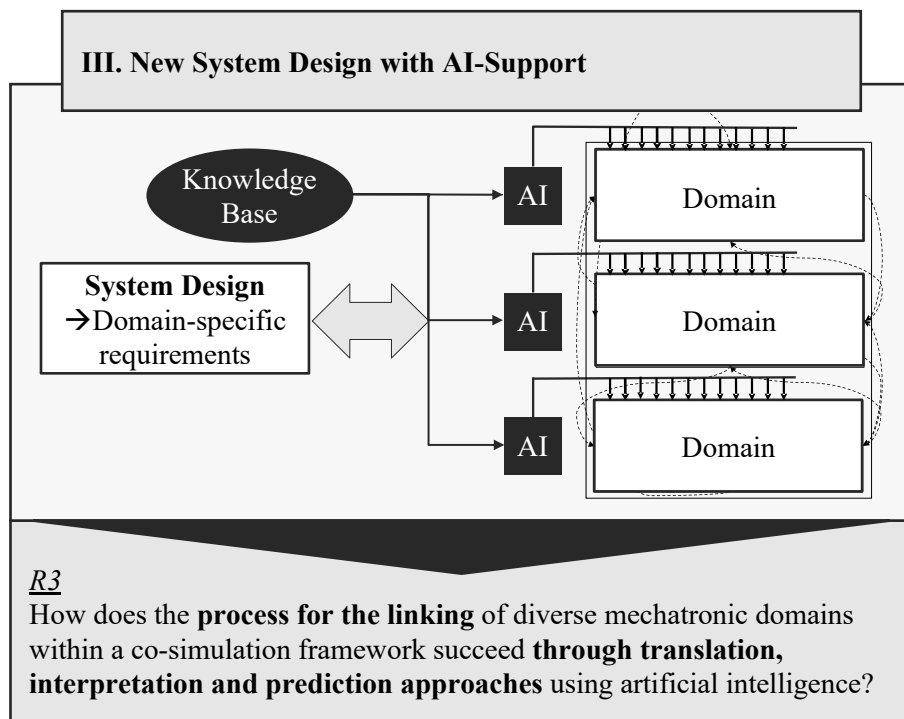 III. New System Design with AI-Support
Knowledge
Base
AI
Domain
System Design
→Domain-specific
requirements
AI
Domain
AI
Domain
R3
How does the process for the linking of diverse mechatronic domains
within a co-simulation framework succeed through translation,
interpretation and prediction approaches using artificial intelligence?